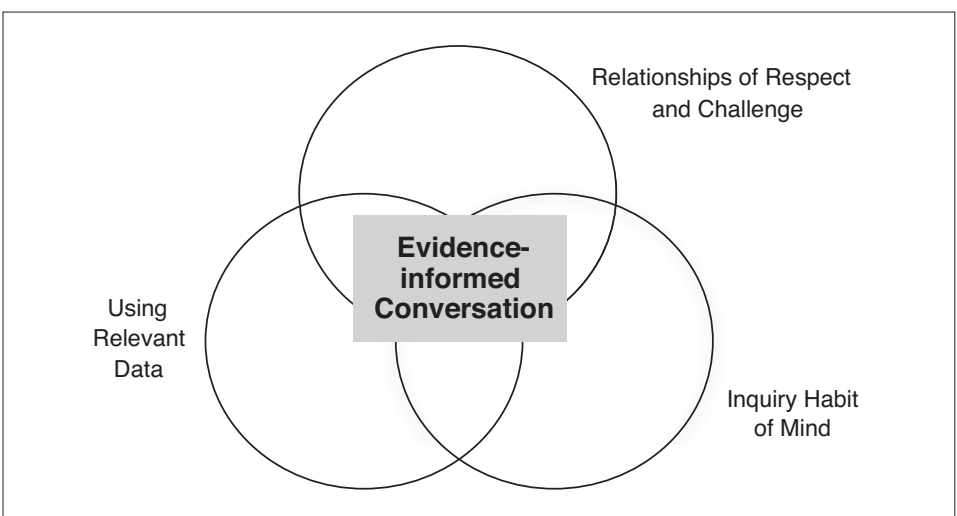 Relationships of Respect
and Challenge
Evidence-
informed
Conversation
Using
Relevant
Data
Inquiry Habit
of Mind